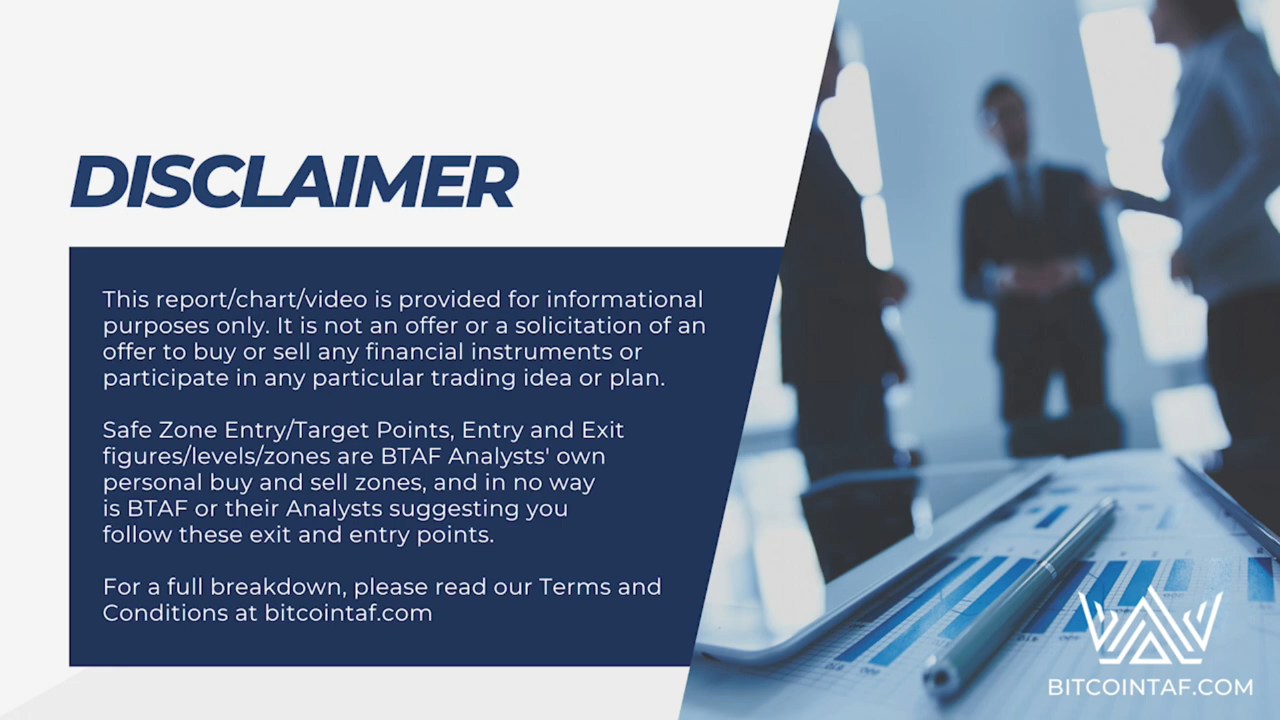 DISCLAIMER
This report/chart/video is provided for informational
purposes only. It is not an offer or a solicitation of an
offer to buy or sell any financial instruments or
participate in any particular trading idea or plan.
Safe Zone Entry/Target Points, Entry and Exit
figures/levels/zones are BTAF Analysts' own
personal buy and sell zones, and in no way
is BTAF or their Analysts suggesting you
follow these exit and entry points.
For a full breakdown, please read our Terms and
Conditions at bitcointaf.com
BITCOINTAF.COM